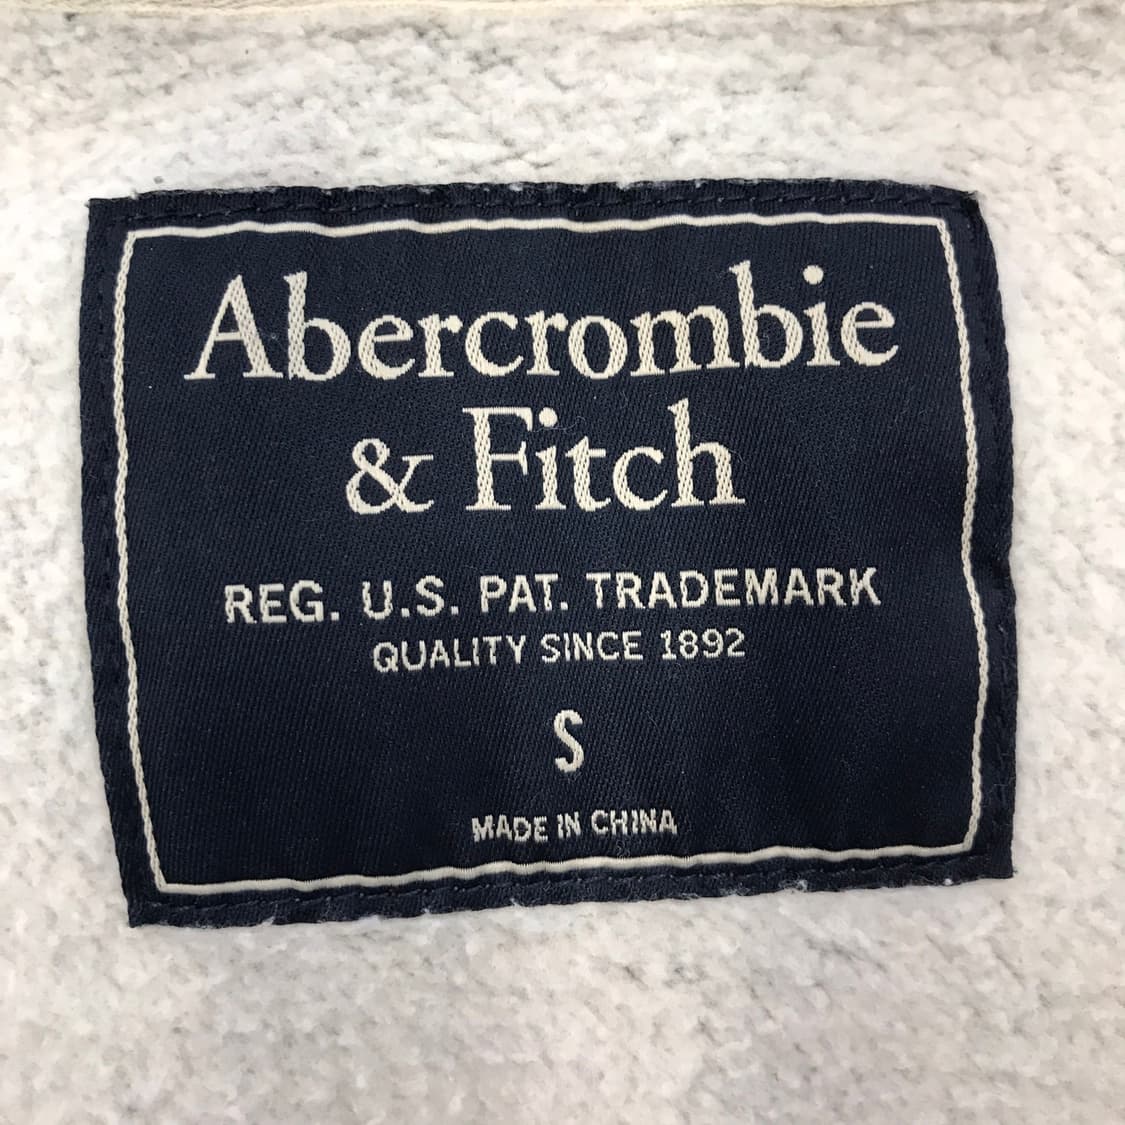 Abercrombie
& Fitch
REG. U.S. PAT. TRADEMARK
QUALITY SINCE 1892
S
MADE IN CHINA